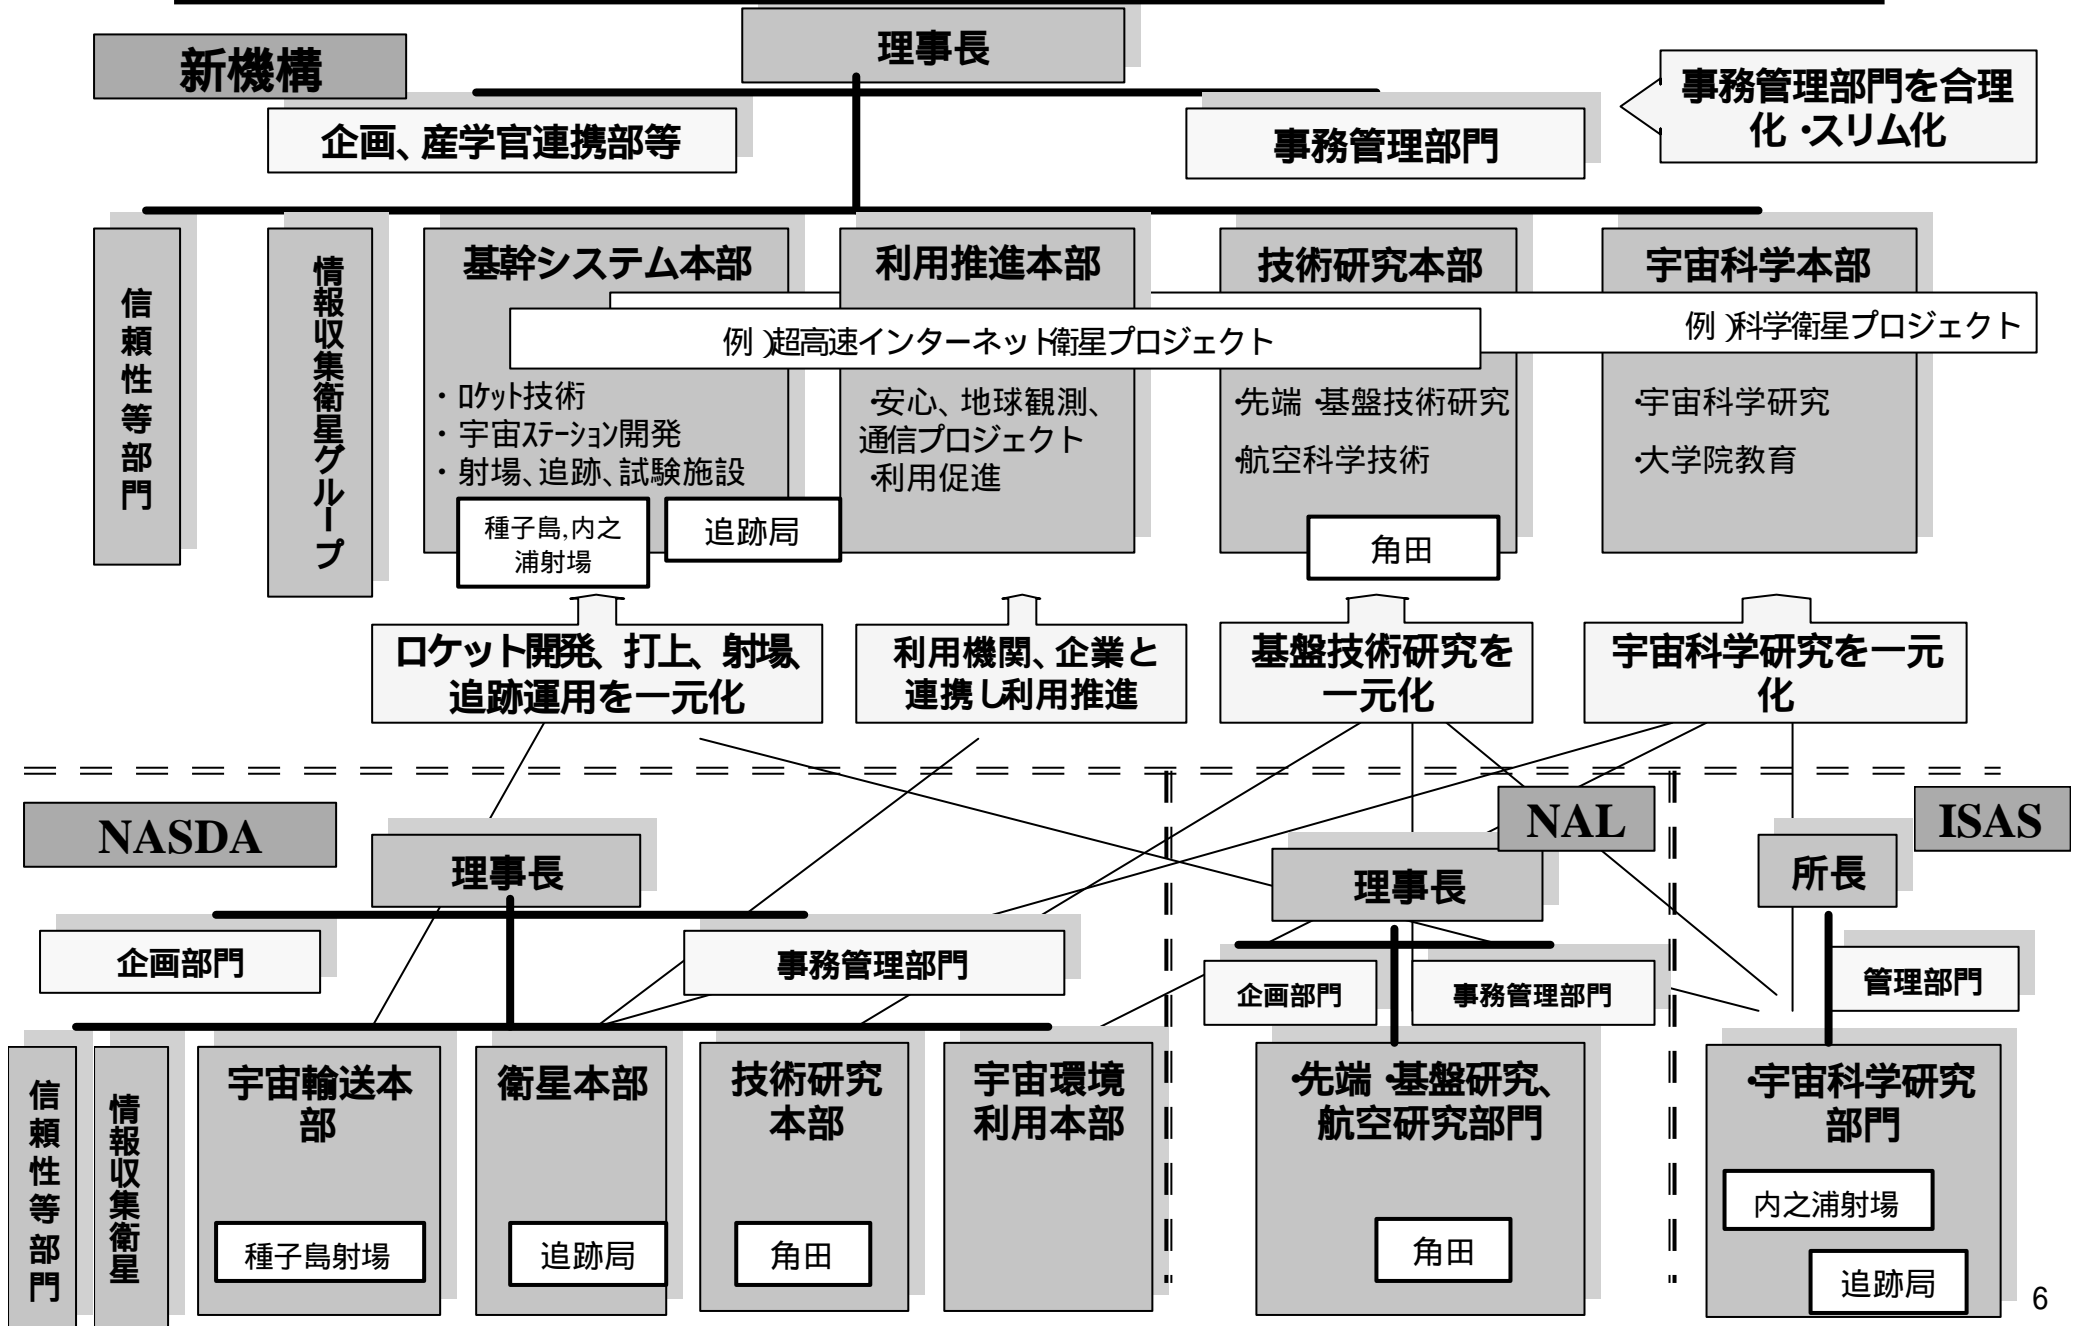 理事長
新機構
事務管理部門を合理
化・スリム化
企画、産学官連携部等
事務管理部門
信頼性等部門
情報収集衛星グループ
基幹システム本部
利用推進本部
技術研究本部
宇宙科学本部
例)科学衛星プロジェクト
例)超高速インターネット衛星プロジェクト
・ロケット技術
・宇宙ステーション開発
・射場、追跡、試験施設
・安心、地球観測、
通信プロジェクト
・利用促進
・先端・基盤技術研究
・航空科学技術
・宇宙科学研究
・大学院教育
種子島,内之
浦射場
追跡局
角田
ロケット開発、打上、射場、
追跡運用を一元化
利用機関、企業と
連携し利用推進
基盤技術研究を
一元化
宇宙科学研究を一元
化
NASDA
理事長
企画部門
事務管理部門
信頼性等部門
情報収集衛星
宇宙輸送本
部
種子島射場
衛星本部
追跡局
技術研究
本部
角田
宇宙環境
利用本部
NAL
理事長
企画部門
事務管理部門
・先端・基盤研究、
航空研究部門
角田
ISAS
所長
管理部門
・宇宙科学研究
部門
内之浦射場
追跡局
6